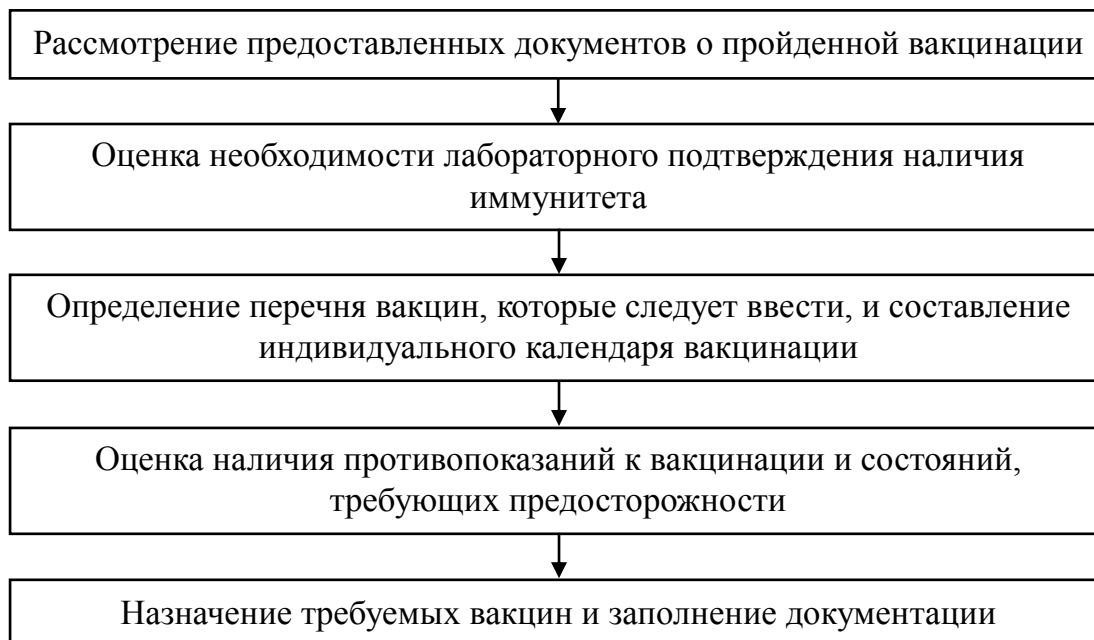 Рассмотрение предоставленных документов о пройденной вакцинации
Оценка необходимости лабораторного подтверждения наличия
иммунитета
Определение перечня вакцин, которые следует ввести, и составление
индивидуального календаря вакцинации
Оценка наличия противопоказаний к вакцинации и состояний,
требующих предосторожности
Назначение требуемых вакцин и заполнение документации